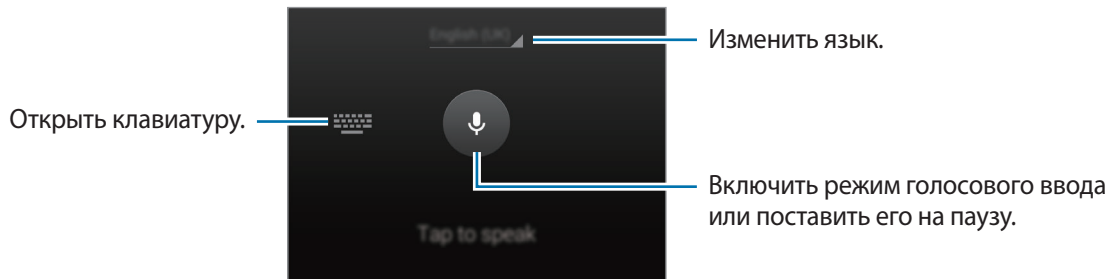 English (UK)
Изменить язык.
Открыть клавиатуру.
Включить режим голосового ввода
или поставить его на паузу.
Tap to speak